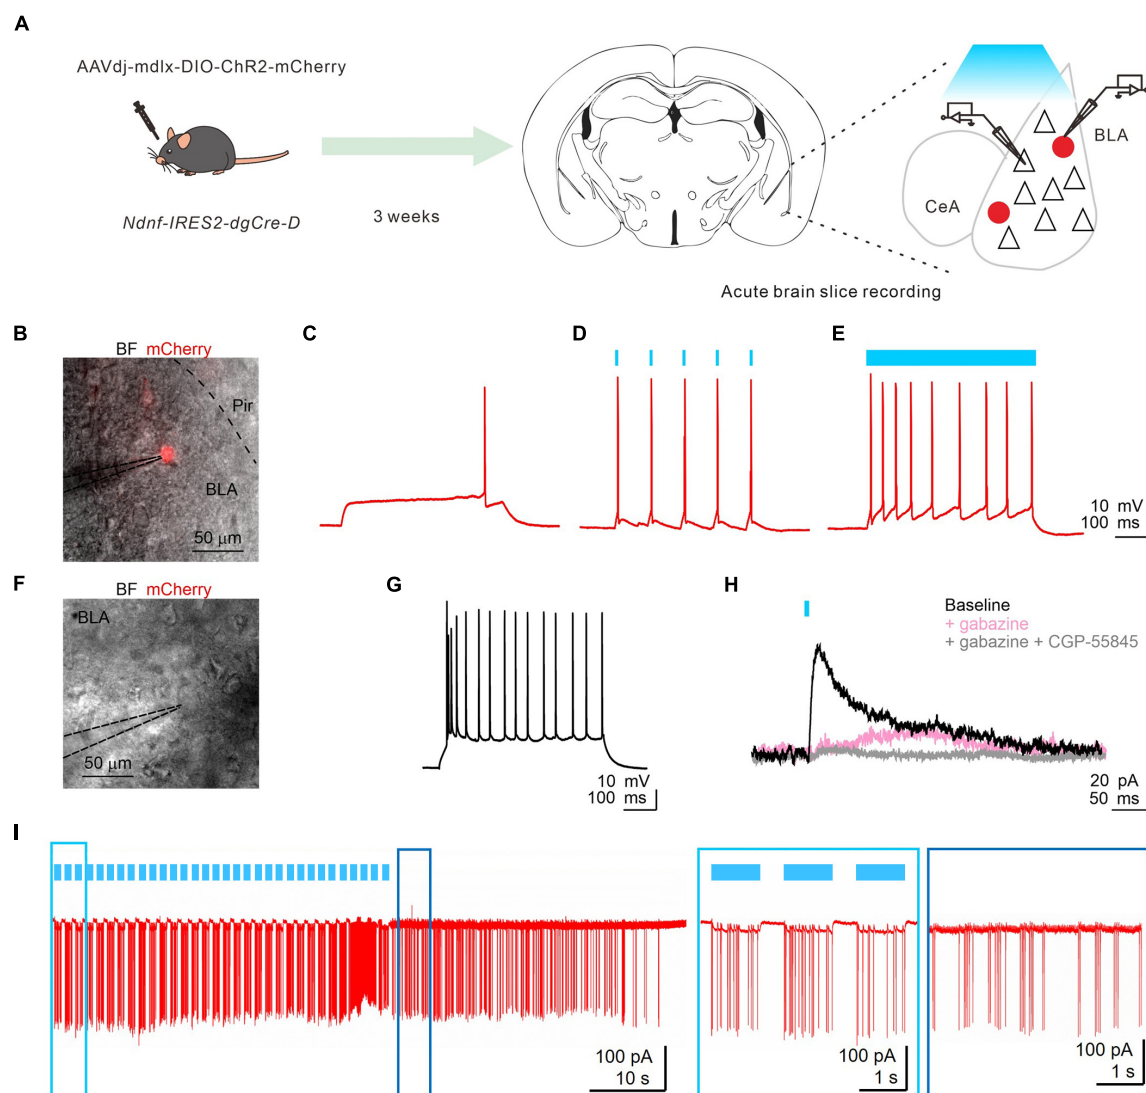 A
AAVdj-mdlx-DIO-ChR2-mCherry
Ndnf-IRES2-dgCre-D
3 weeks
CeA
BLA
Acute brain slice recording
B
BF mCherry
Pir
BLA
50 μm
C
D
E
10 mV
100 ms
F
BF mCherry
BLA
50 μm
G
10 mV
100 ms
H
Baseline
+ gabazine
+ gabazine + CGP-55845
20 pA
50 ms
I
100 pA
10 s
100 pA
1 s
100 pA
1 s